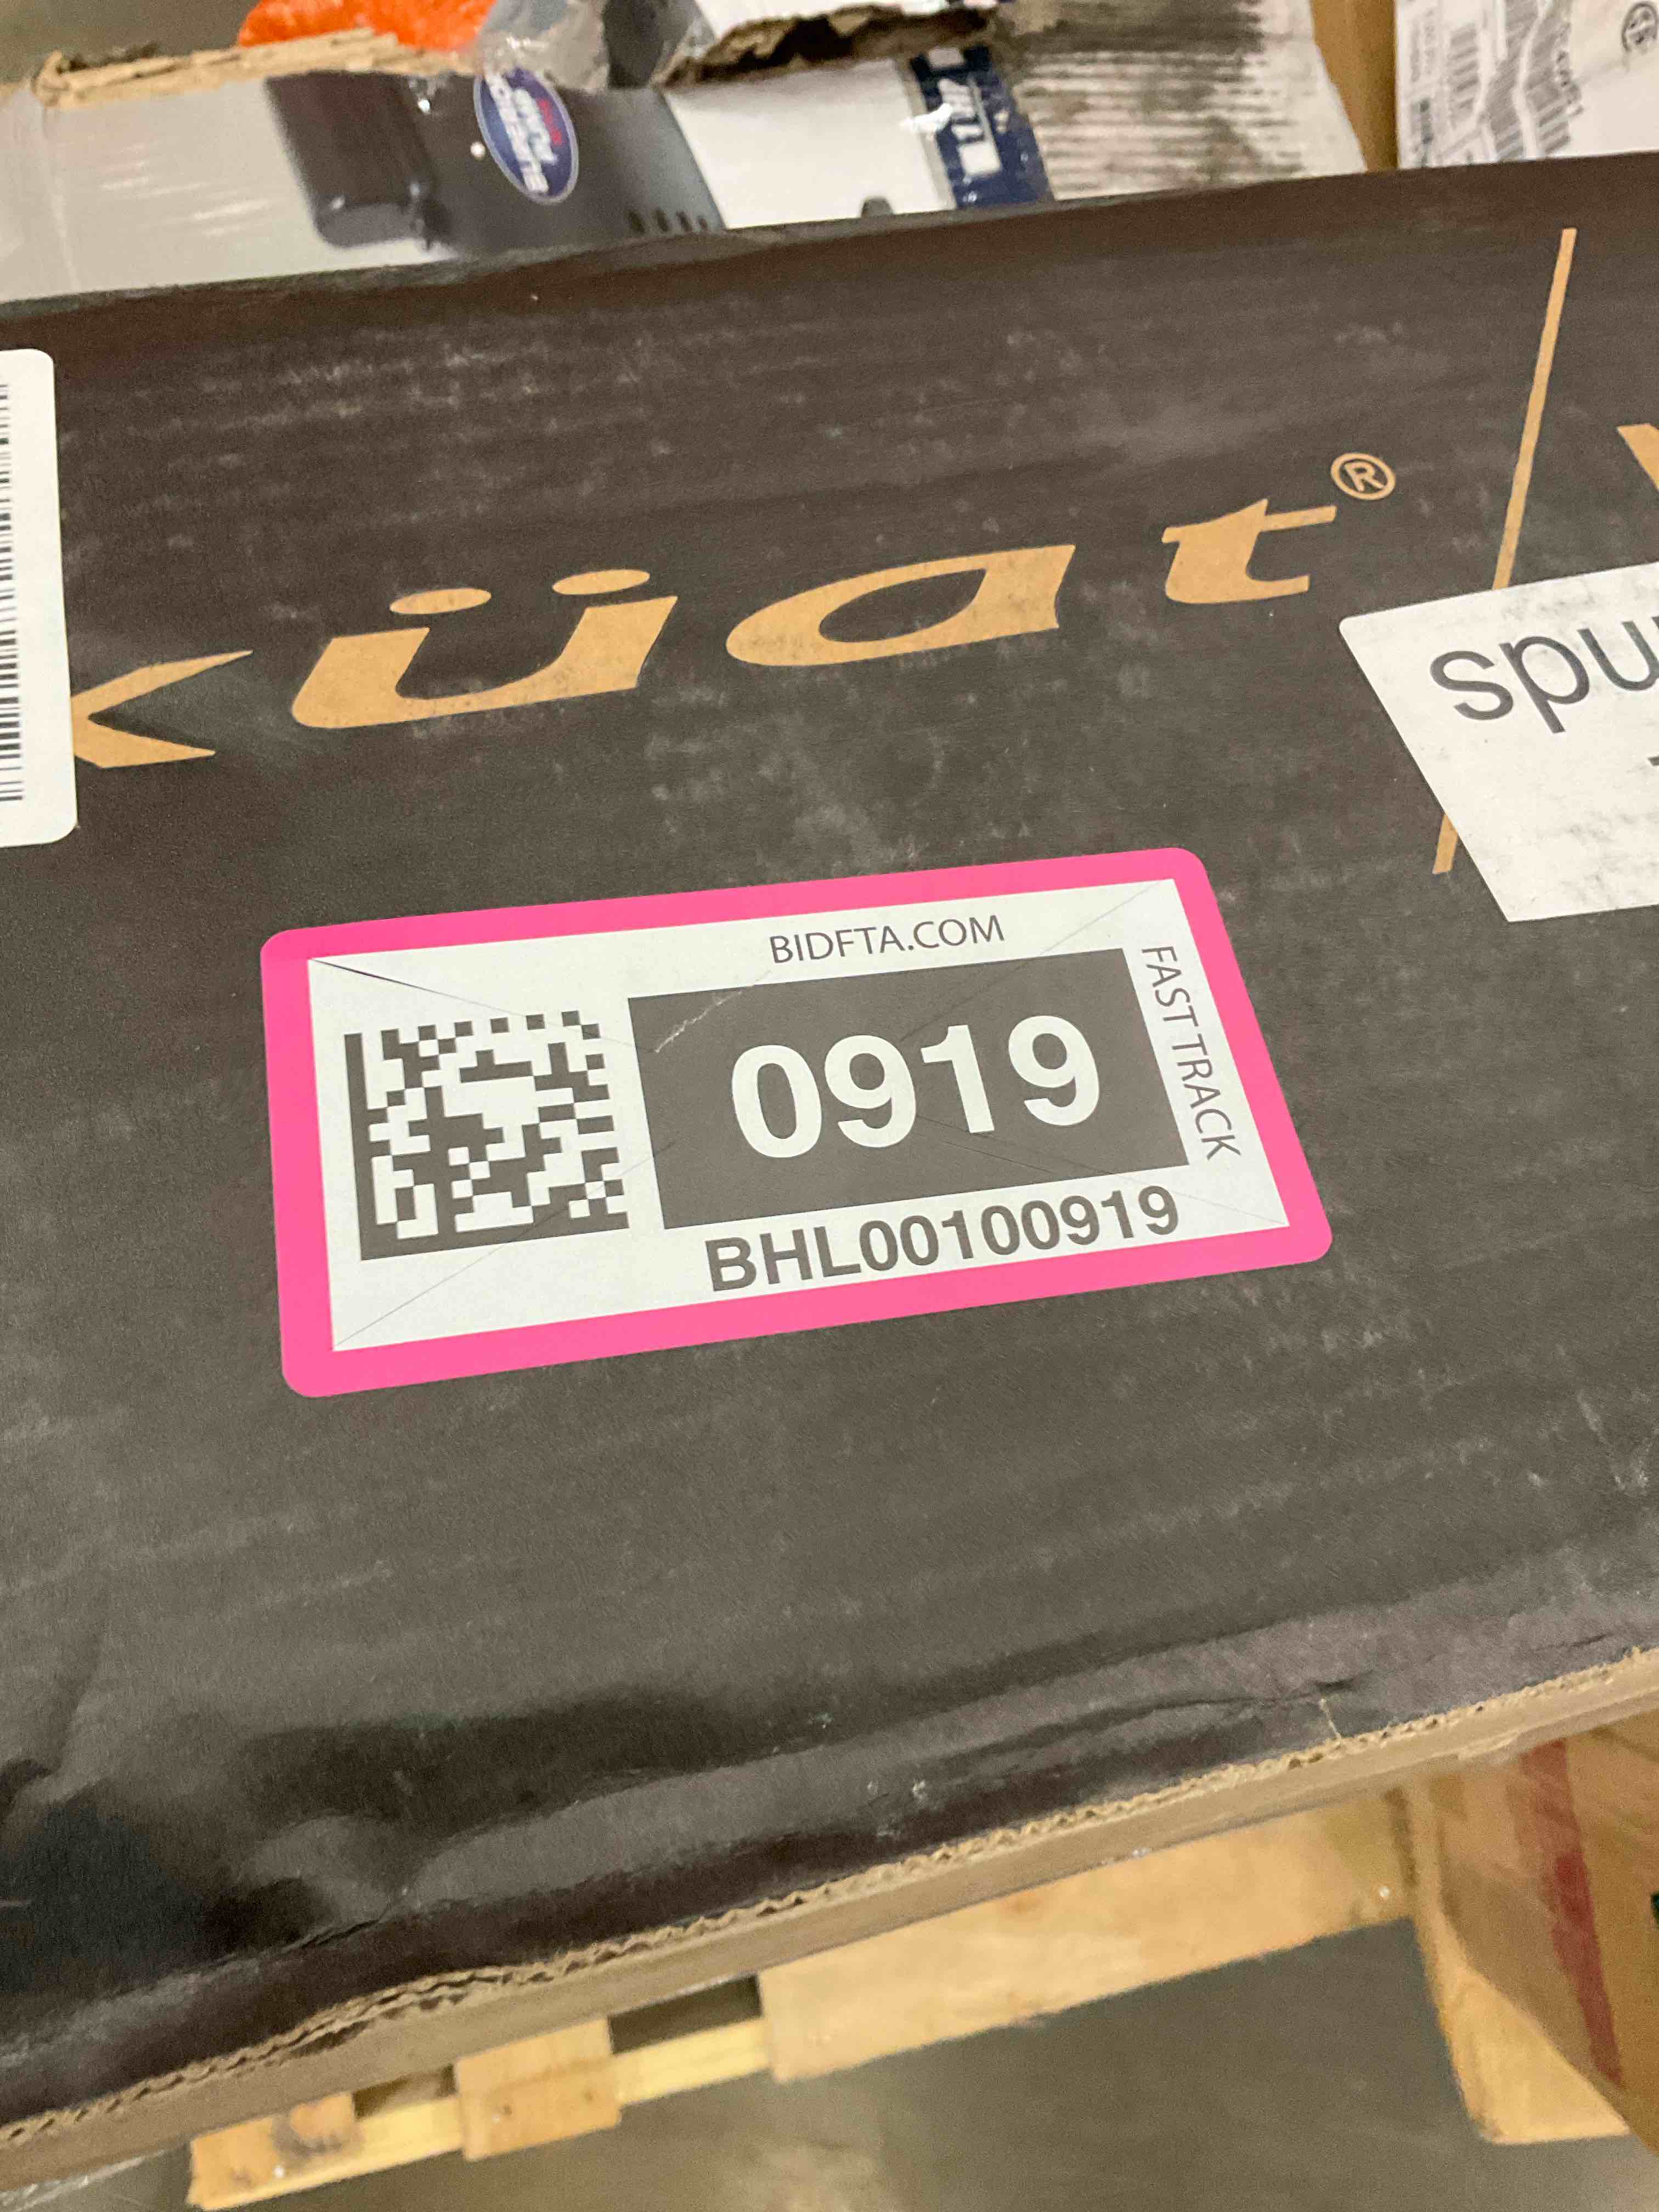 küat®
spu
BIDFTA.COM
0919
FAST TRACK
BHL00100919